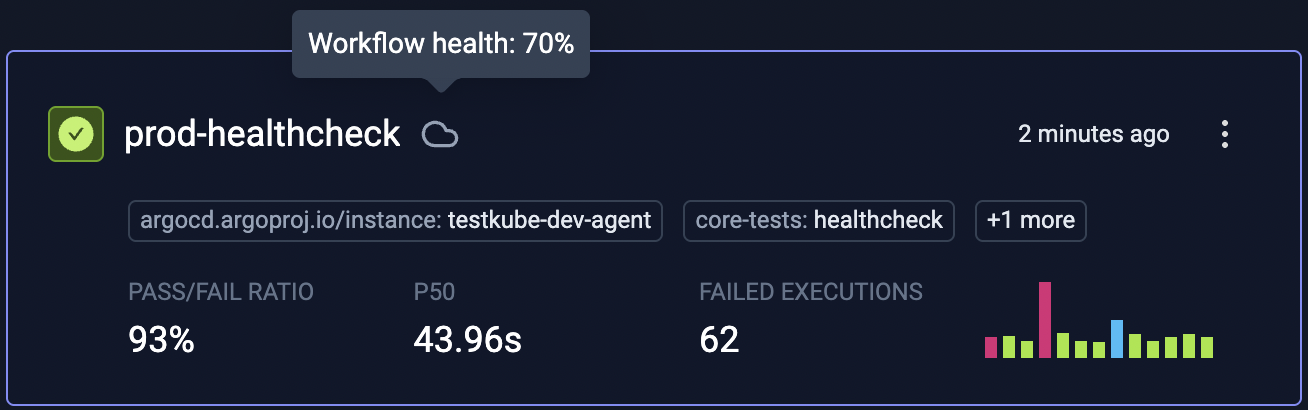 Workflow health: 70%
prod-healthcheck
2 minutes ago
argocd.argoproj.io/instance: testkube-dev-agent
core-tests: healthcheck
+1 more
PASS/FAIL RATIO
P50
FAILED EXECUTIONS
93%
43.96s
62